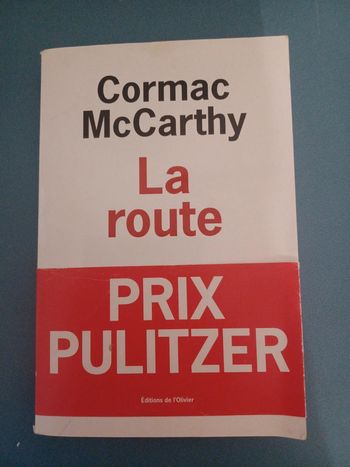 Cormac
McCarthy
La
route
PRIX
PULITZER
Éditions de l'Olivier